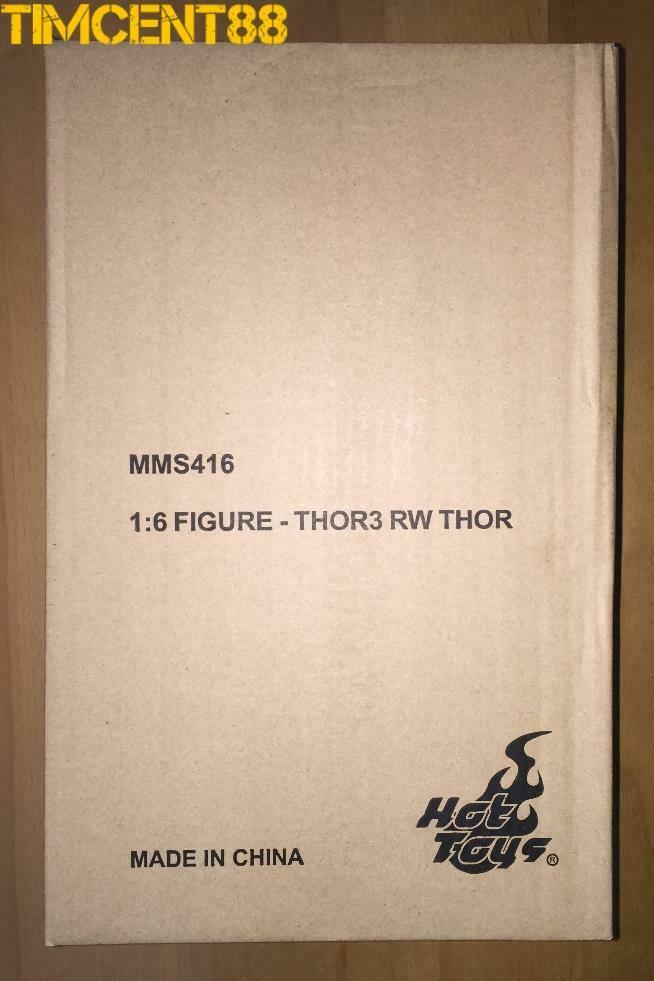 TIMCENT88
MMS416
1:6 FIGURE - THOR3 RW THOR
Hot
Toys®
MADE IN CHINA